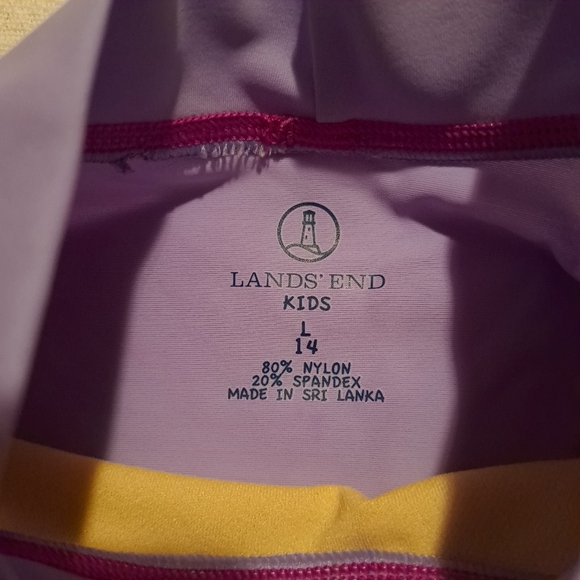 LANDS' END
KIDS
L
14
80% NYLON
20% SPANDEX
MADE IN SRI LANKA